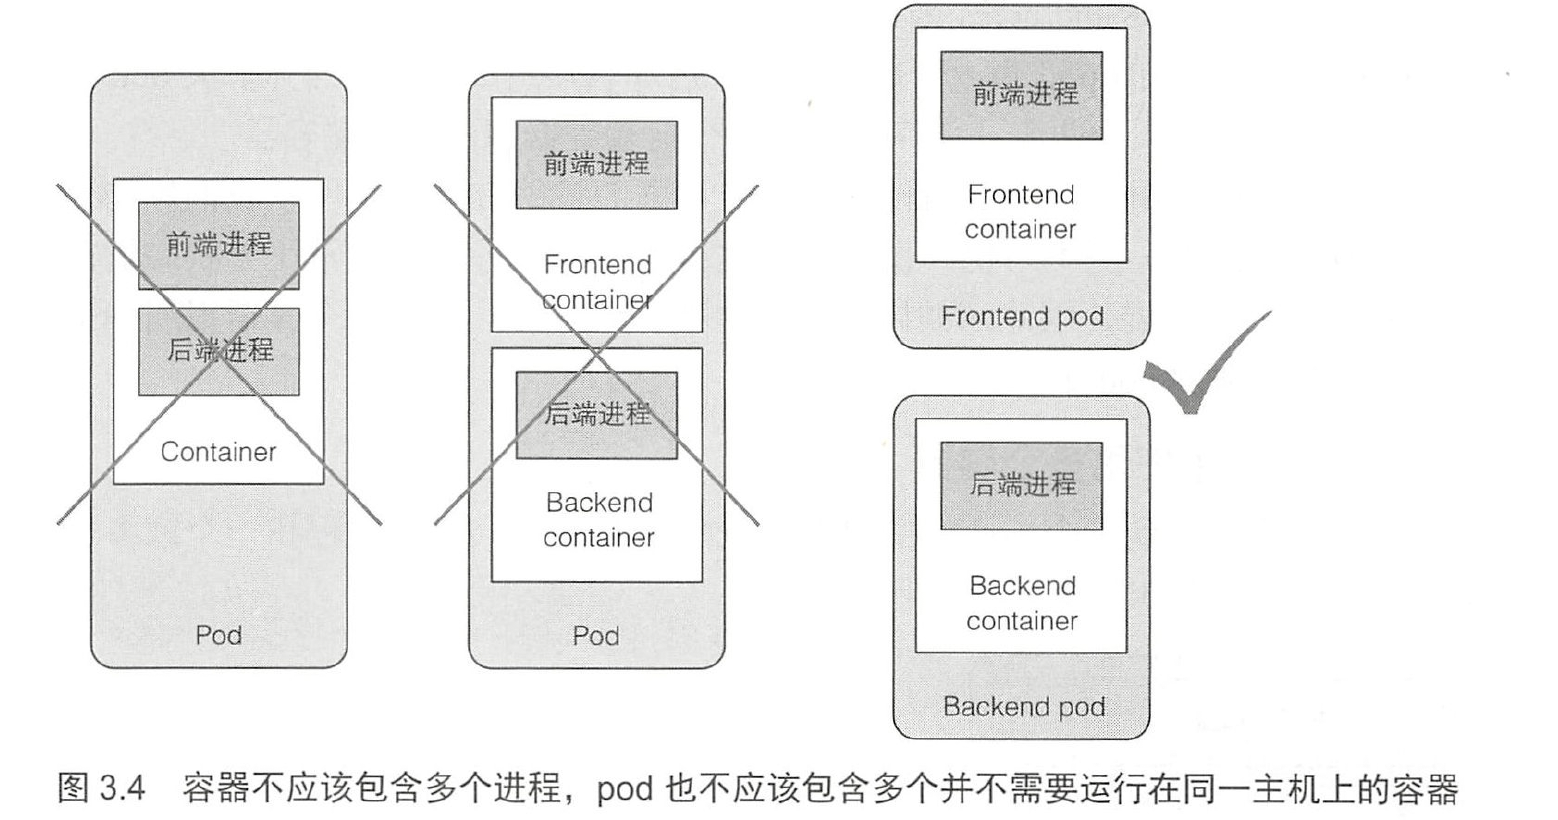 前端进程
后端进程
Container
Pod
前端进程
Frontend
container
后端进程
Backend
container
Pod
前端进程
Frontend
container
Frontend pod
后端进程
Backend
container
Backend pod
图 3.4 容器不应该包含多个进程，pod 也不应该包含多个并不需要运行在同一主机上的容器